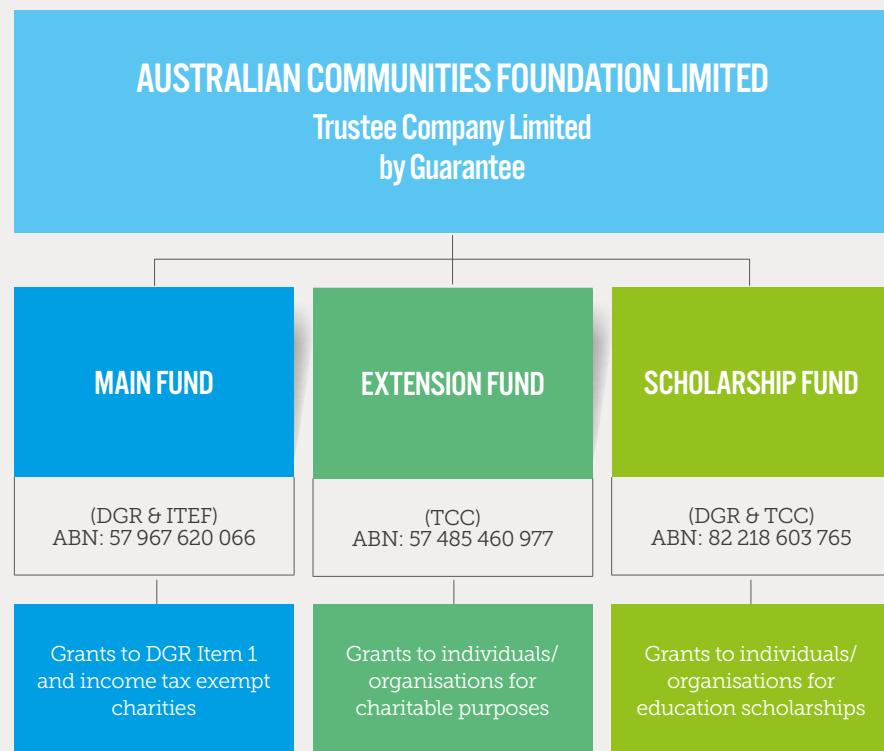 AUSTRALIAN COMMUNITIES FOUNDATION LIMITED
Trustee Company Limited
by Guarantee
MAIN FUND
EXTENSION FUND
SCHOLARSHIP FUND
(DGR & ITEF)
ABN: 57 967 620 066
(TCC)
ABN: 57 485 460 977
(DGR & TCC)
ABN: 82 218 603 765
Grants to DGR Item 1
and income tax exempt
charities
Grants to individuals/
organisations for
charitable purposes
Grants to individuals/
organisations for
education scholarships